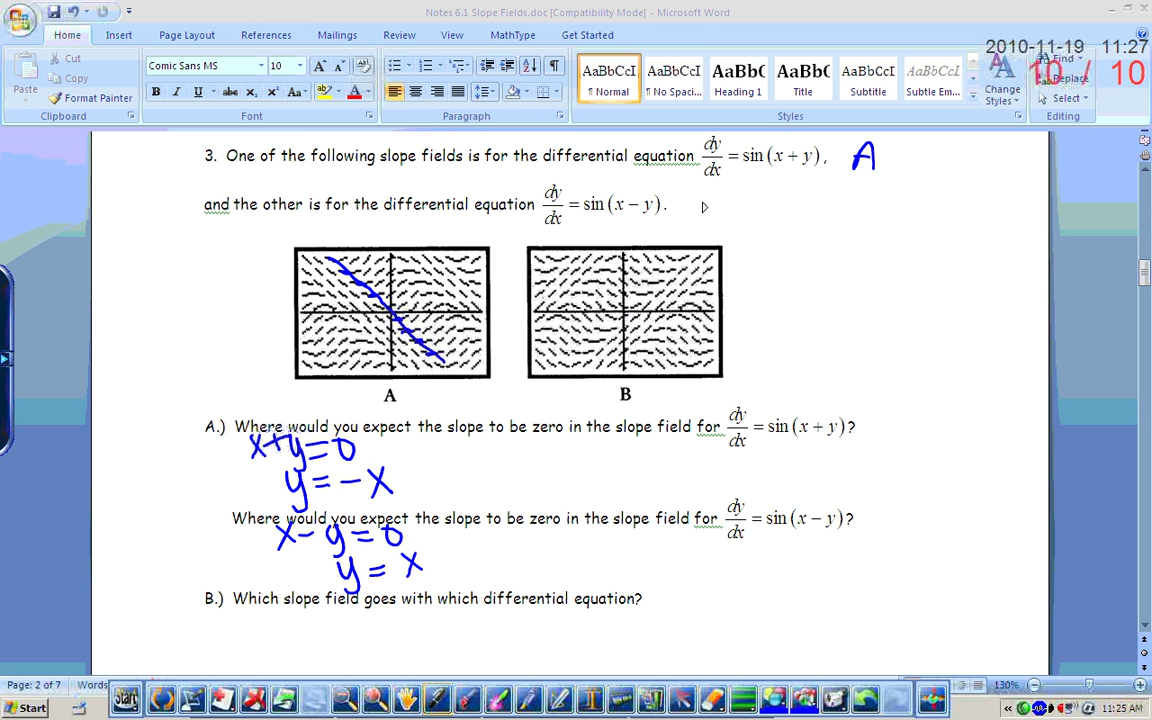 Notes 6.1 Slope Fields.doc [Compatibility Mode] - Microsoft Word
Home Insert Page Layout References Mailings Review View MathType Get Started
2010-11-19 11:27
10 / 10
Paste
Cut
Copy
Format Painter
Clipboard
Comic Sans MS 10
Font
Paragraph
AaBbCcI AaBbCcI AaBbC AaBb( AaBbCcI AaBbCcI
¶ Normal ¶ No Spaci... Heading 1 Title Subtitle Subtle Em...
Styles
Change Styles
Find
Replace
Select
Editing
3. One of the following slope fields is for the differential equation dy/dx = sin(x + y), A
and the other is for the differential equation dy/dx = sin(x − y).
A B
A.) Where would you expect the slope to be zero in the slope field for dy/dx = sin(x + y)?
x+y=0
y = -x
Where would you expect the slope to be zero in the slope field for dy/dx = sin(x − y)?
x-y=0
y = x
B.) Which slope field goes with which differential equation?
Page: 2 of 7 Words 130%
Start Start 11:25 AM